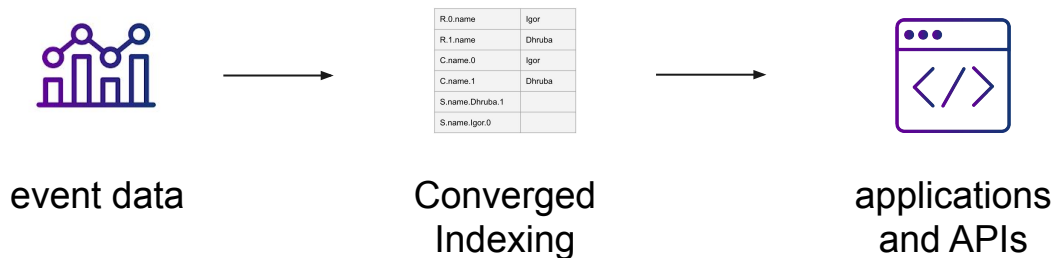 R.0.name Igor
R.1.name Dhruba
C.name.0 Igor
C.name.1 Dhruba
S.name.Dhruba.1
S.name.Igor.0
</>
event data
Converged
Indexing
applications
and APIs